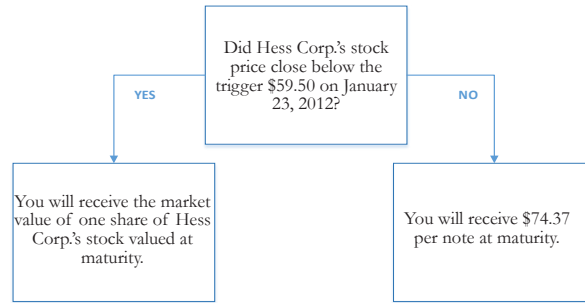 Did Hess Corp.'s stock
price close below the
trigger $59.50 on January
23, 2012?
YES
NO
You will receive the market
value of one share of Hess
Corp.'s stock valued at
maturity.
You will receive $74.37
per note at maturity.